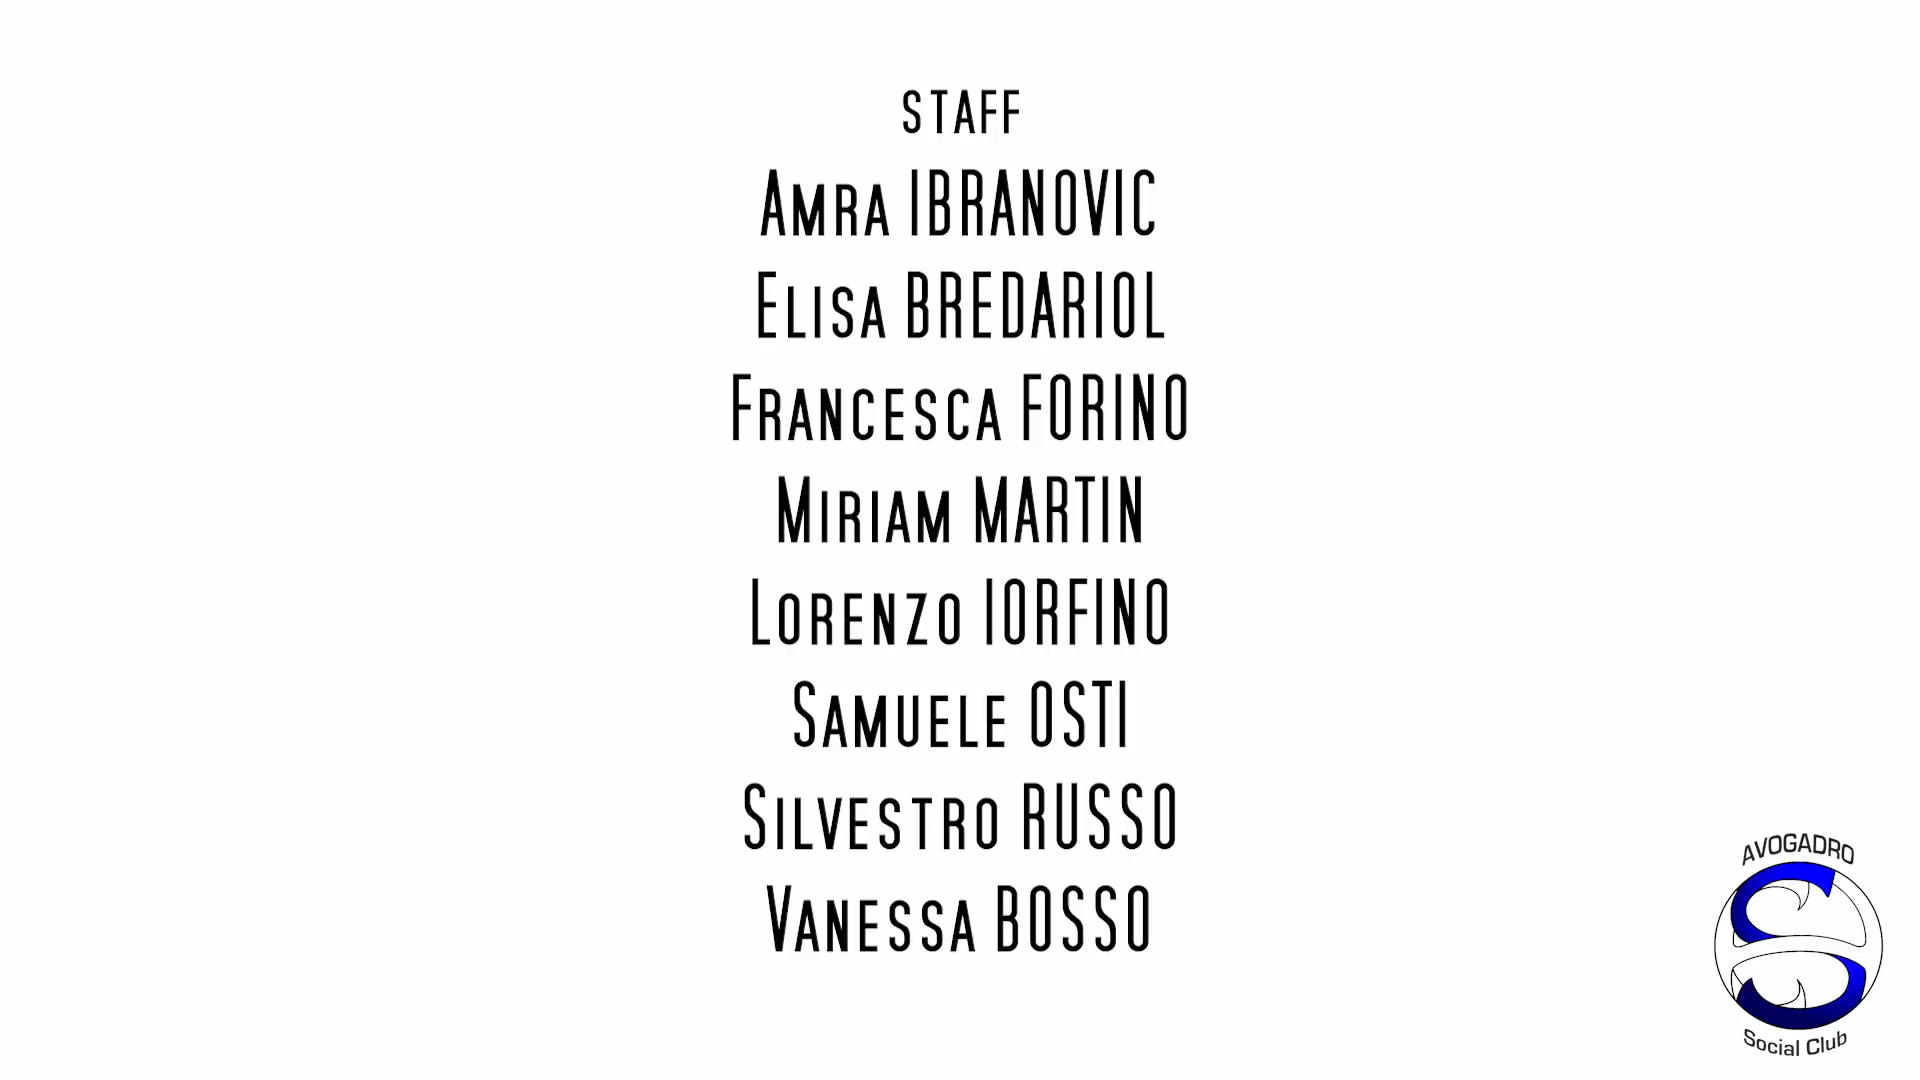 STAFF
Amra IBRANOVIC
Elisa BREDARIOL
Francesca FORINO
Miriam MARTIN
Lorenzo IORFINO
Samuele OSTI
Silvestro RUSSO
Vanessa BOSSO
AVOGADRO
Social Club